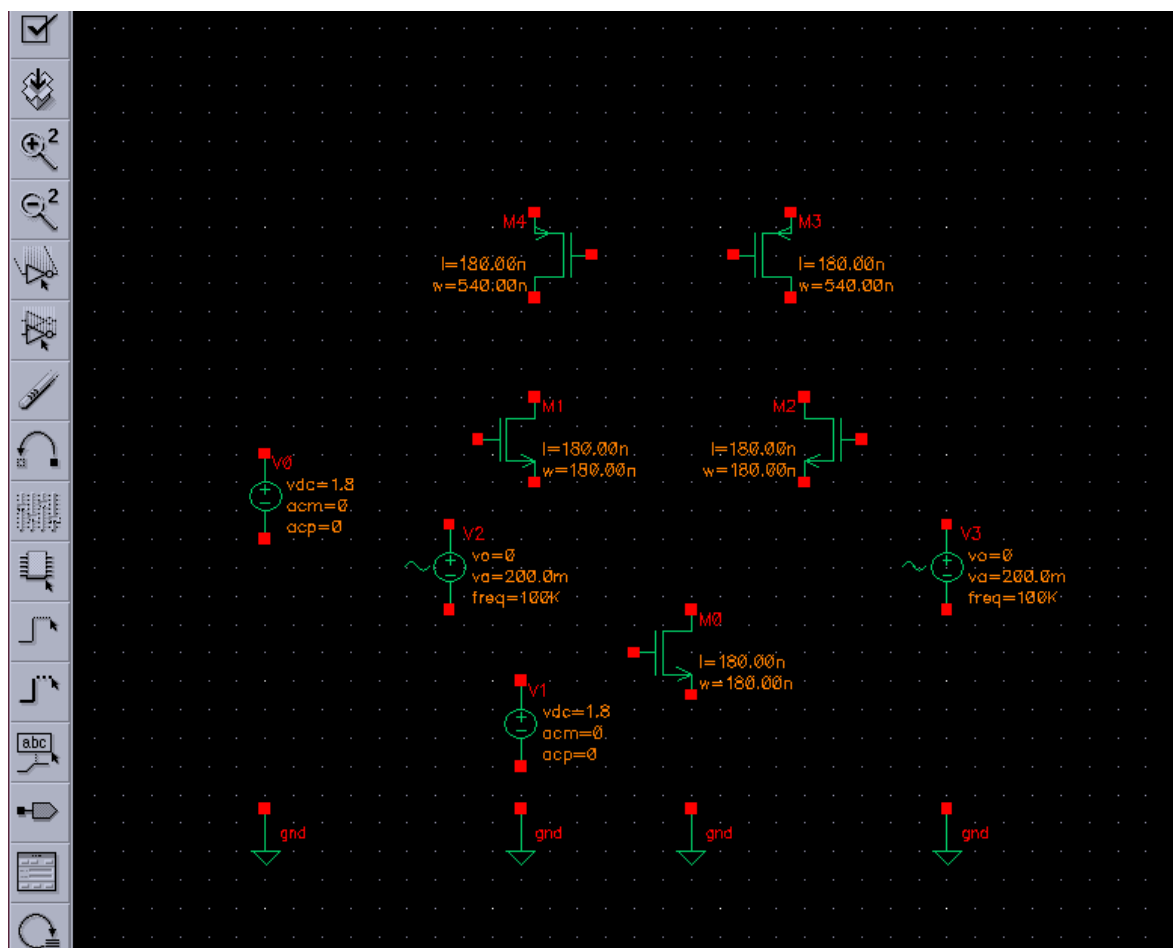 2
2
M4
M3
l=180.00n
w=540.00n
l=180.00n
w=540.00n
M1
M2
l=180.00n
w=180.00n
l=180.00n
w=180.00n
V0
vdc=1.8
acm=0
acp=0
V2
vo=0
va=200.0m
freq=100K
V3
vo=0
va=200.0m
freq=100K
M0
l=180.00n
w=180.00n
V1
vdc=1.8
acm=0
acp=0
abc
gnd
gnd
gnd
gnd